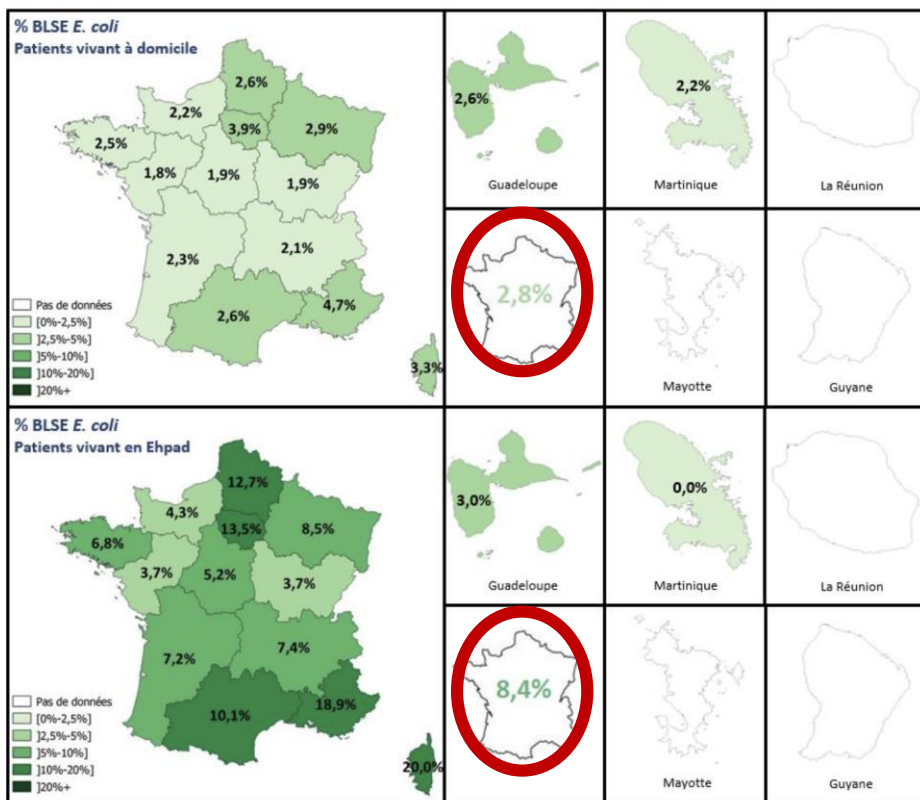 % BLSE E. coli
Patients vivant à domicile
2,6%
2,2%
3,9%
2,9%
2,5%
1,8%
1,9%
1,9%
2,3%
2,1%
2,6%
4,7%
3,3%
Pas de données
[0%-2,5%]
]2,5%-5%]
]5%-10%]
]10%-20%]
]20%+
2,6%
Guadeloupe
2,2%
Martinique
La Réunion
2,8%
Mayotte
Guyane
% BLSE E. coli
Patients vivant en Ehpad
12,7%
4,3%
13,5%
8,5%
6,8%
3,7%
5,2%
3,7%
7,2%
7,4%
10,1%
18,9%
20,0%
Pas de données
[0%-2,5%]
]2,5%-5%]
]5%-10%]
]10%-20%]
]20%+
3,0%
Guadeloupe
0,0%
Martinique
La Réunion
8,4%
Mayotte
Guyane